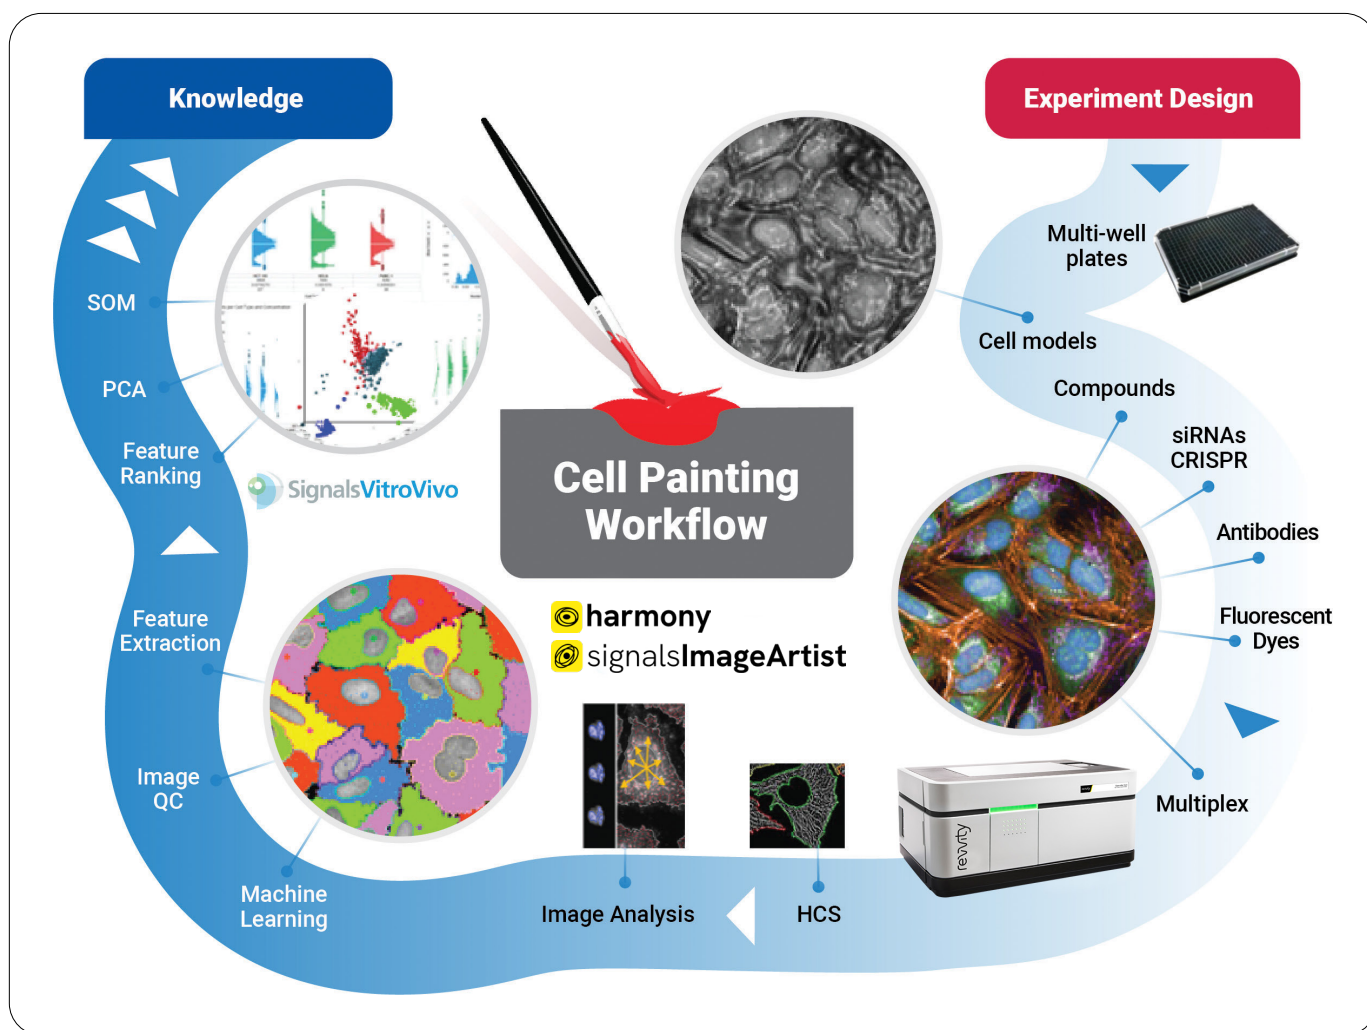 Knowledge
Experiment Design
Multi-well
plates
Cell models
Compounds
siRNAs
CRISPR
Antibodies
Fluorescent
Dyes
Multiplex
revvity
HCS
Image Analysis
Machine
Learning
Image
QC
Feature
Extraction
Feature
Ranking
PCA
SOM
SignalsVitroVivo
Cell Painting
Workflow
harmony
signalsImageArtist